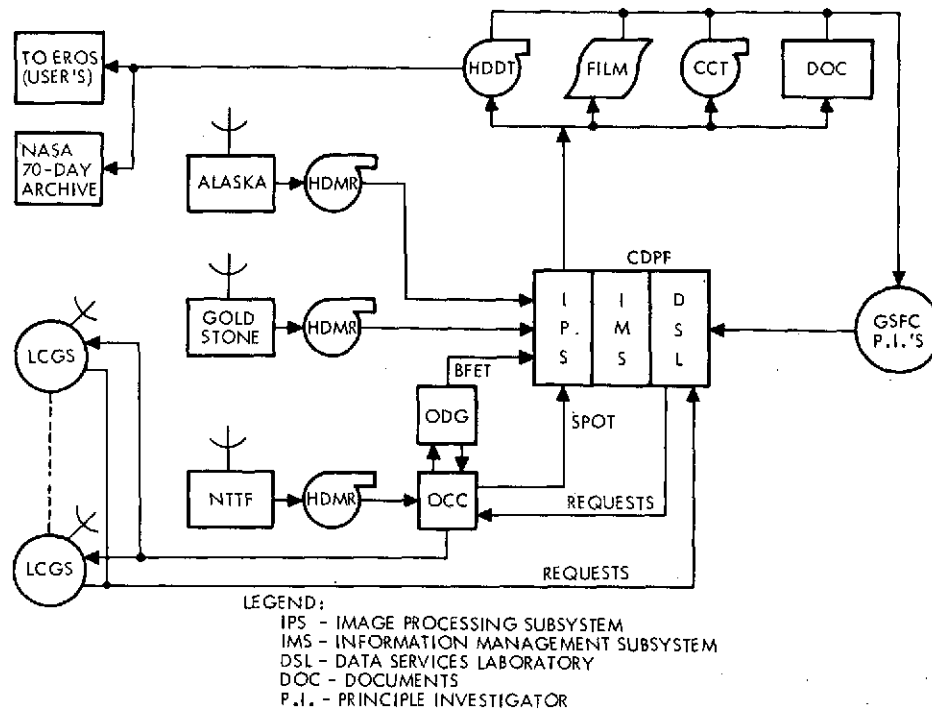 TO EROS
(USER'S)
HDDT
FILM
CCT
DOC
NASA
70-DAY
ARCHIVE
ALASKA
HDMR
CDPF
GOLD
STONE
HDMR
I
P.
S
I
M
S
D
S
L
GSFC
P.I.'S
LCGS
BFET
ODG
SPOT
NTTF
HDMR
OCC
REQUESTS
LCGS
REQUESTS
LEGEND:
IPS - IMAGE PROCESSING SUBSYSTEM
IMS - INFORMATION MANAGEMENT SUBSYSTEM
DSL - DATA SERVICES LABORATORY
DOC - DOCUMENTS
P.I. - PRINCIPLE INVESTIGATOR